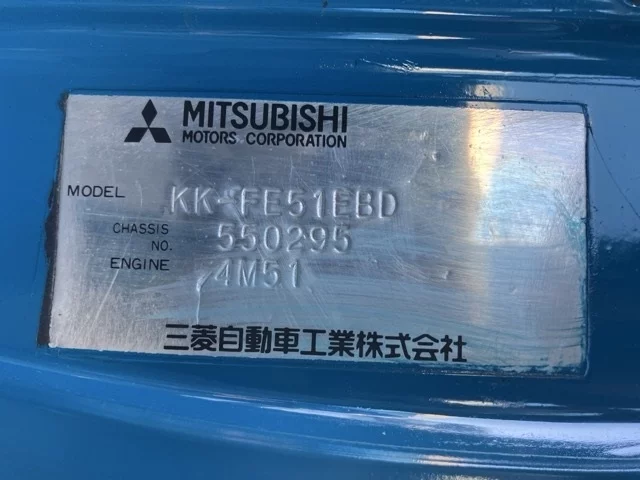 MITSUBISHI
MOTORS CORPORATION
MODEL KK-FE51EBD
CHASSIS NO. 550295
ENGINE 4M51
三菱自動車工業株式会社